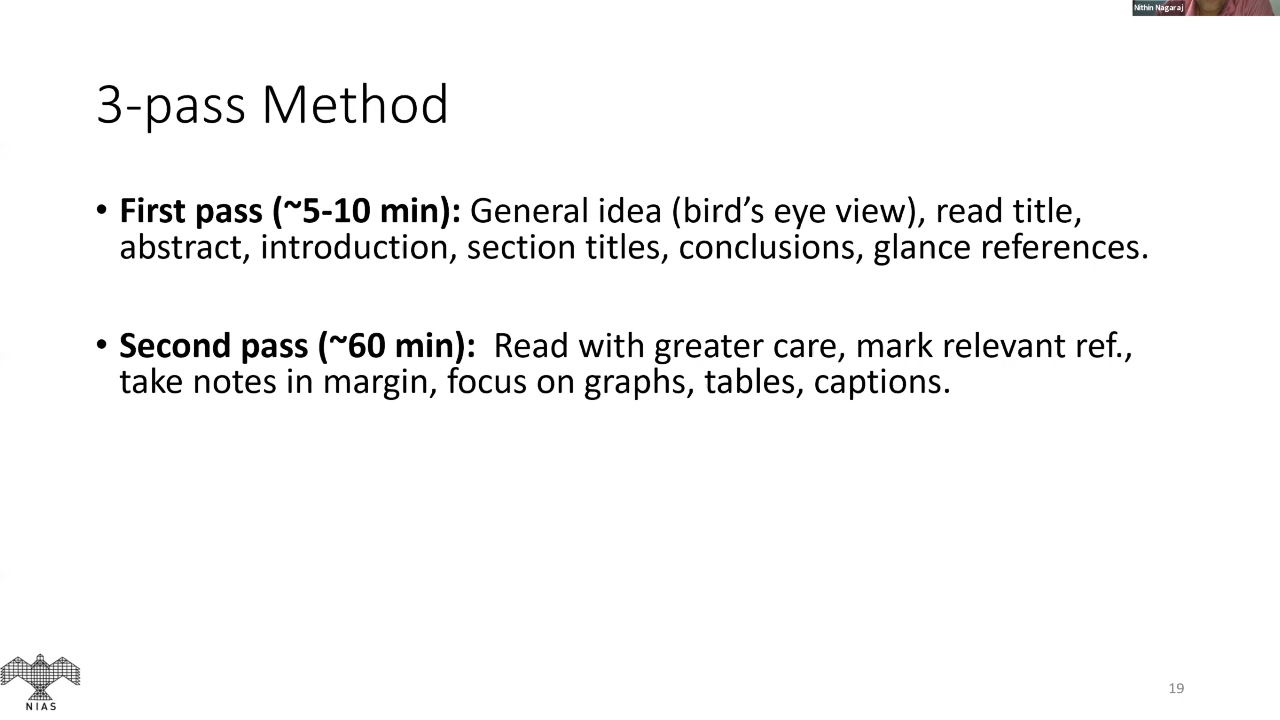 Nithin Nagaraj
3-pass Method
• First pass (~5-10 min): General idea (bird’s eye view), read title,
abstract, introduction, section titles, conclusions, glance references.
• Second pass (~60 min):  Read with greater care, mark relevant ref.,
take notes in margin, focus on graphs, tables, captions.
NIAS
19